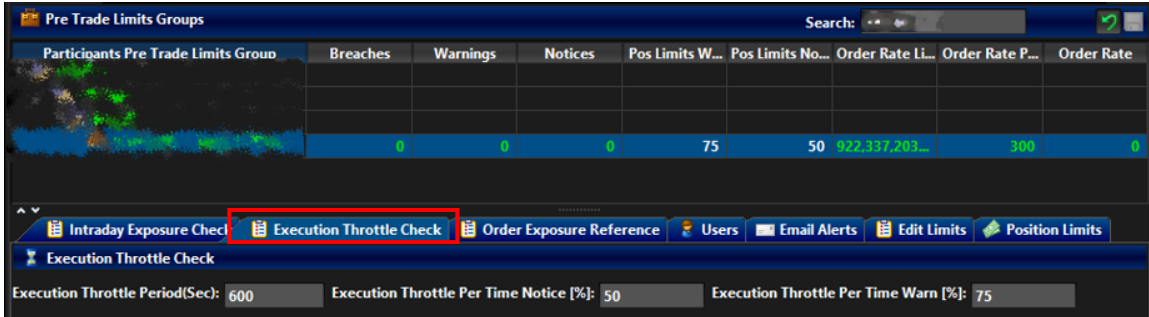 Pre Trade Limits Groups Search:
Participants Pre Trade Limits Group Breaches Warnings Notices Pos Limits W... Pos Limits No... Order Rate Li... Order Rate P... Order Rate
0 0 0 75 50 922,337,203... 300 0
Intraday Exposure Check Execution Throttle Check Order Exposure Reference Users Email Alerts Edit Limits Position Limits
Execution Throttle Check
Execution Throttle Period(Sec): 600 Execution Throttle Per Time Notice [%]: 50 Execution Throttle Per Time Warn [%]: 75